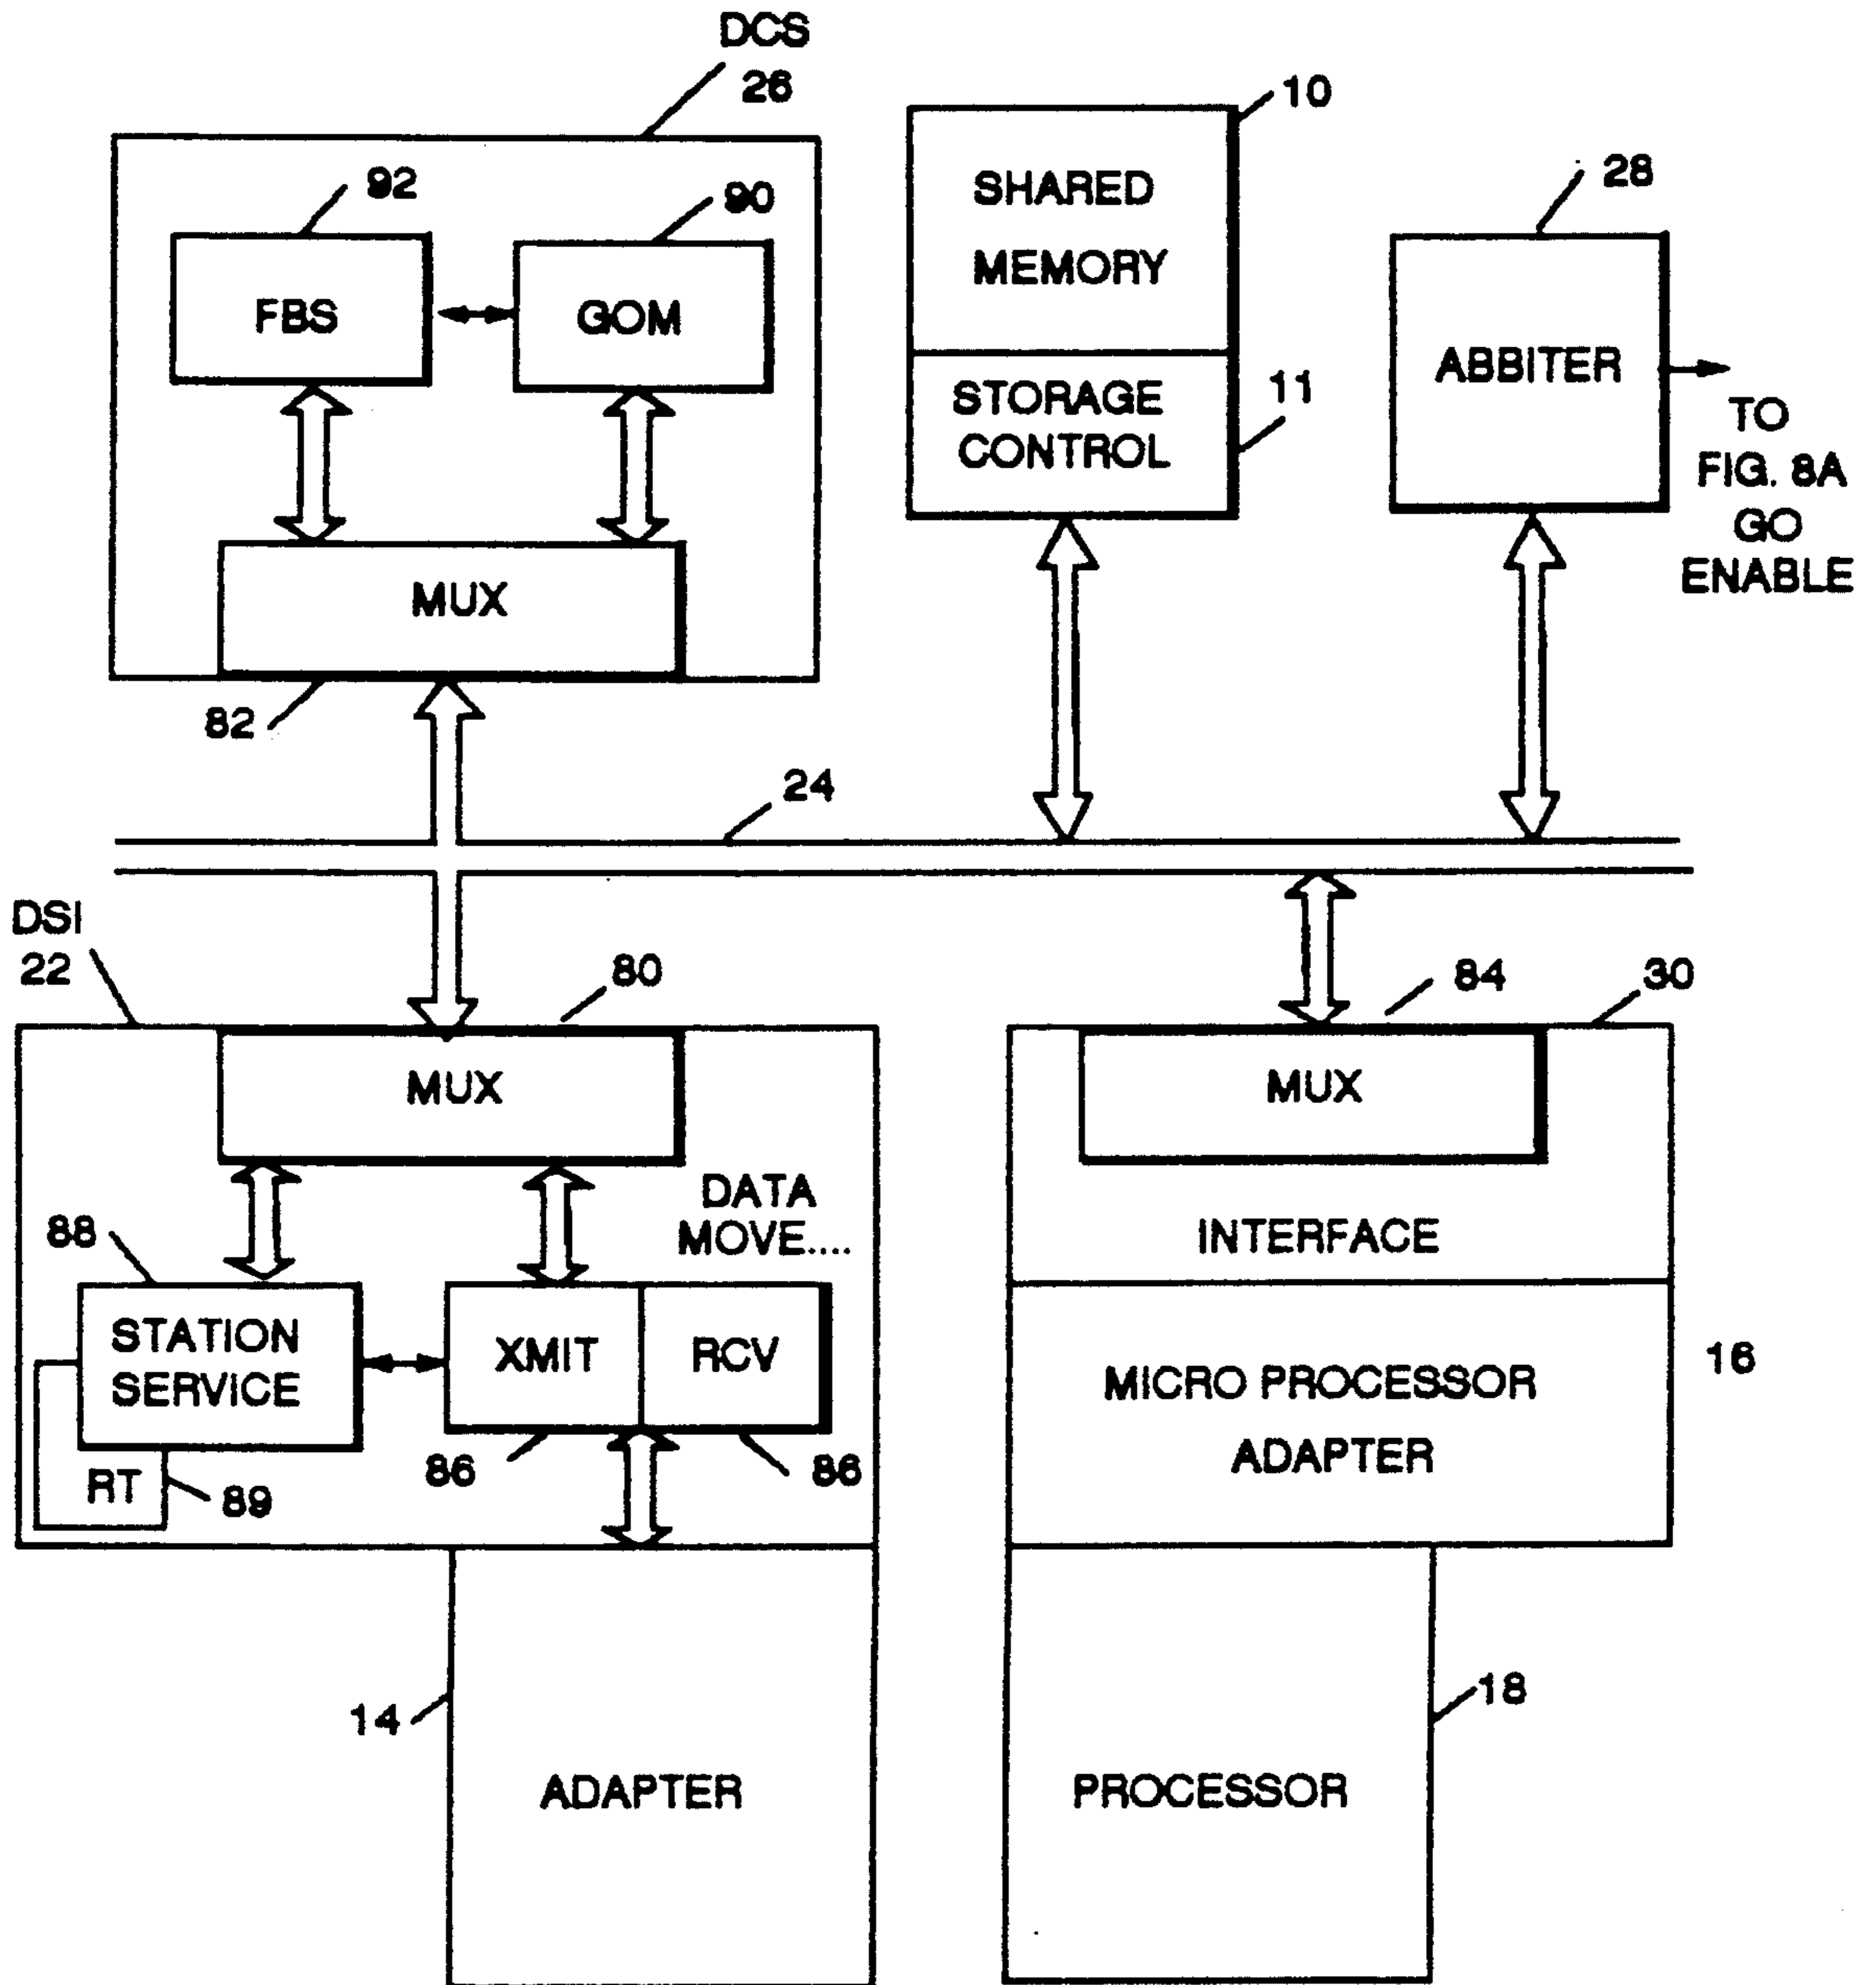 DCS
26
10
SHARED
MEMORY
28
92
90
FBS
GOM
ABBITER
STORAGE
CONTROL
11
TO
FIG. 8A
GO
ENABLE
MUX
82
24
DSI
22
80
84
30
MUX
MUX
DATA
MOVE....
INTERFACE
88
STATION
SERVICE
XMIT
RCV
MICRO PROCESSOR
ADAPTER
16
86
86
RT
89
14
18
ADAPTER
PROCESSOR